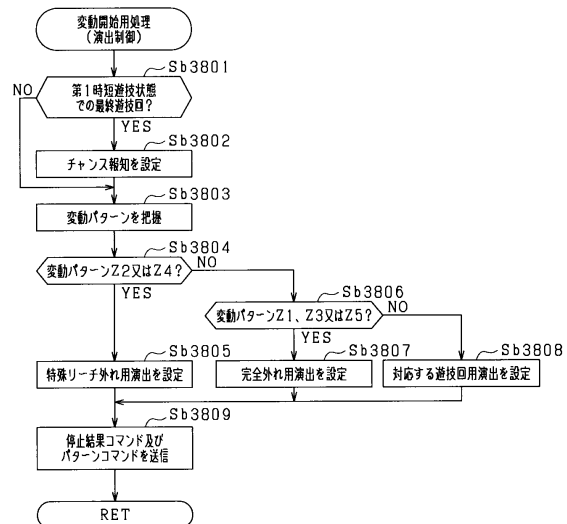 変動開始用処理
(演出制御)
Sb3801
第1時短遊技状態
での最終遊技回?
NO
YES
Sb3802
チャンス報知を設定
Sb3803
変動パターンを把握
Sb3804
変動パターンZ2又はZ4?
NO
YES
Sb3806
変動パターンZ1、Z3又はZ5?
NO
YES
Sb3805
特殊リーチ外れ用演出を設定
Sb3807
完全外れ用演出を設定
Sb3808
対応する遊技回用演出を設定
Sb3809
停止結果コマンド及び
パターンコマンドを送信
RET